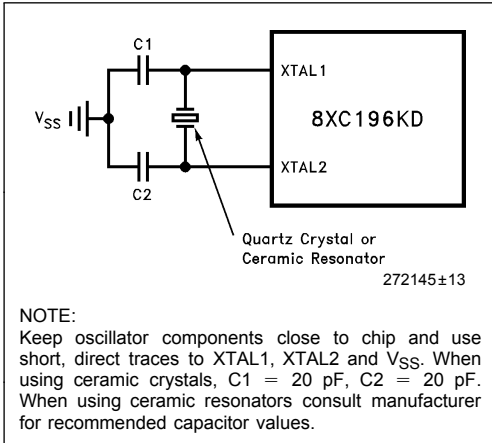 C1
XTAL1
VSS
8XC196KD
XTAL2
C2
Quartz Crystal or
Ceramic Resonator
272145±13
NOTE:
Keep oscillator components close to chip and use
short, direct traces to XTAL1, XTAL2 and VSS. When
using ceramic crystals, C1 = 20 pF, C2 = 20 pF.
When using ceramic resonators consult manufacturer
for recommended capacitor values.